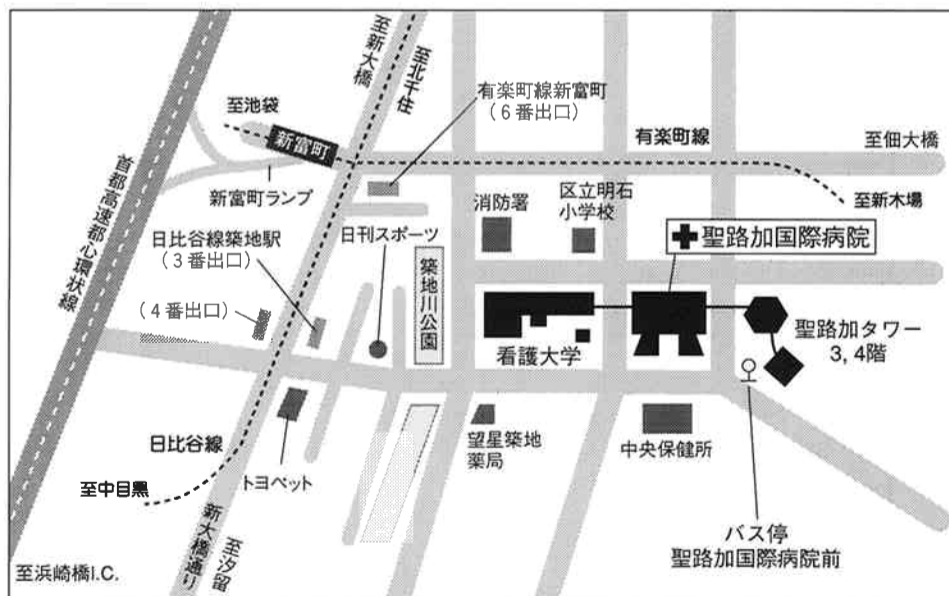 至新大橋
至北千住
有楽町線新富町
（6番出口）
至池袋
新富町
有楽町線
至佃大橋
首都高速都心環状線
新富町ランプ
消防署
区立明石
小学校
至新木場
日比谷線築地駅
（3番出口）
日刊スポーツ
聖路加国際病院
（4番出口）
築地川公園
看護大学
聖路加タワー
3, 4階
日比谷線
トヨペット
望星築地
薬局
中央保健所
至中目黒
新大橋通り
至汐留
バス停
聖路加国際病院前
至浜崎橋I.C.